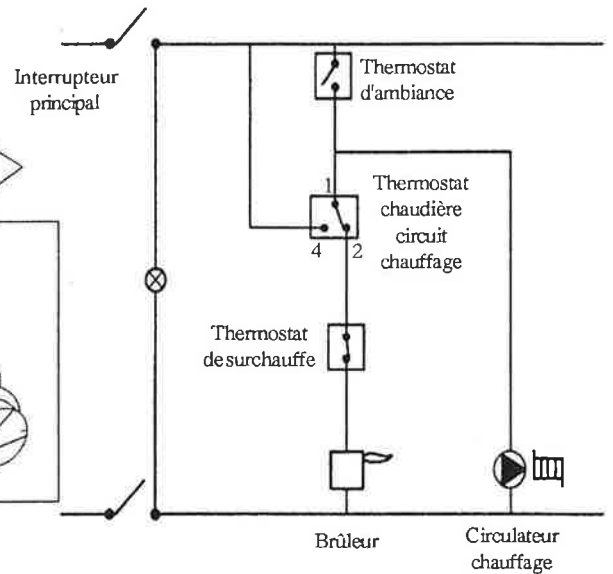 Interrupteur
principal
Thermostat
d'ambiance
1
Thermostat
chaudière
circuit
chauffage
4 2
Thermostat
de surchauffe
Brûleur
Circulateur
chauffage